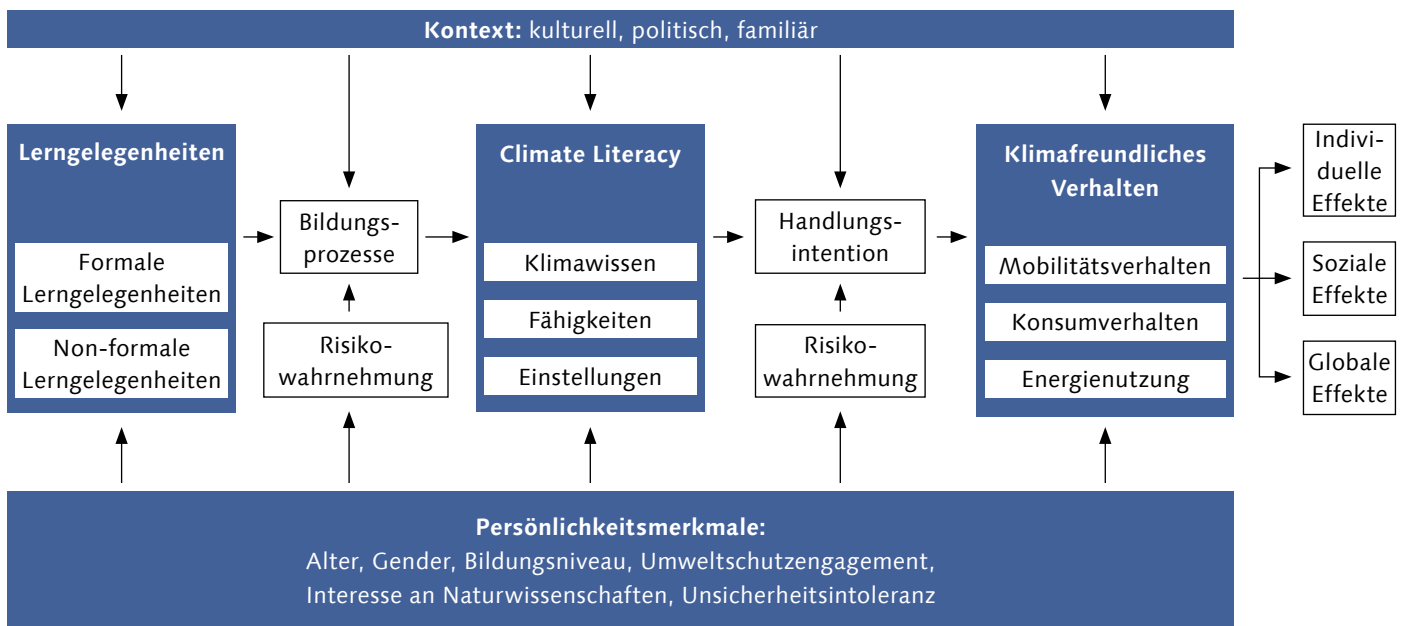 Kontext: kulturell, politisch, familiär
Lerngelegenheiten
Formale
Lerngelegenheiten
Non-formale
Lerngelegenheiten
Bildungs-
prozesse
Risiko-
wahrnehmung
Climate Literacy
Klimawissen
Fähigkeiten
Einstellungen
Handlungs-
intention
Risiko-
wahrnehmung
Klimafreundliches
Verhalten
Mobilitätsverhalten
Konsumverhalten
Energienutzung
Indivi-
duelle
Effekte
Soziale
Effekte
Globale
Effekte
Persönlichkeitsmerkmale:
Alter, Gender, Bildungsniveau, Umweltschutzengagement,
Interesse an Naturwissenschaften, Unsicherheitsintoleranz